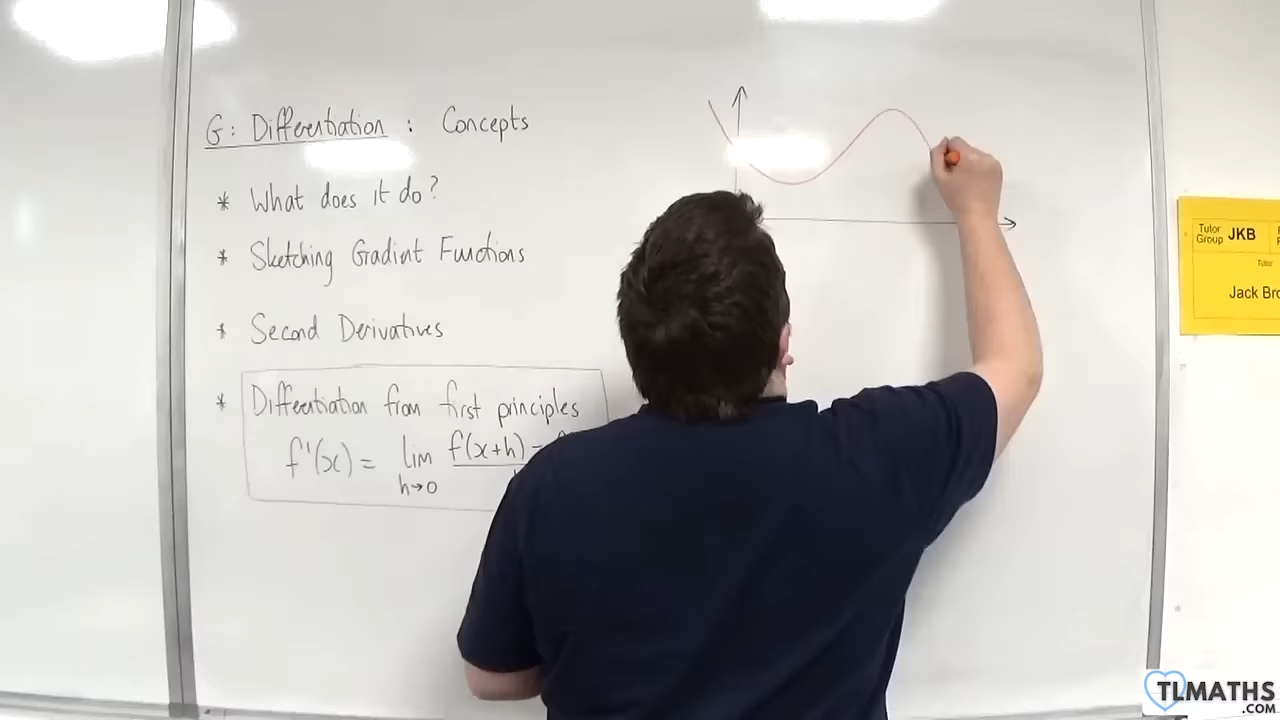 G: Differentiation : Concepts
* What does it do?
* Sketching Gradient Functions
* Second Derivatives
* Differentiation from first principles
f'(x) = lim f(x+h) -
h→0
Tutor
Group JKB
Tutor
Jack Bro
TLMATHS
.COM